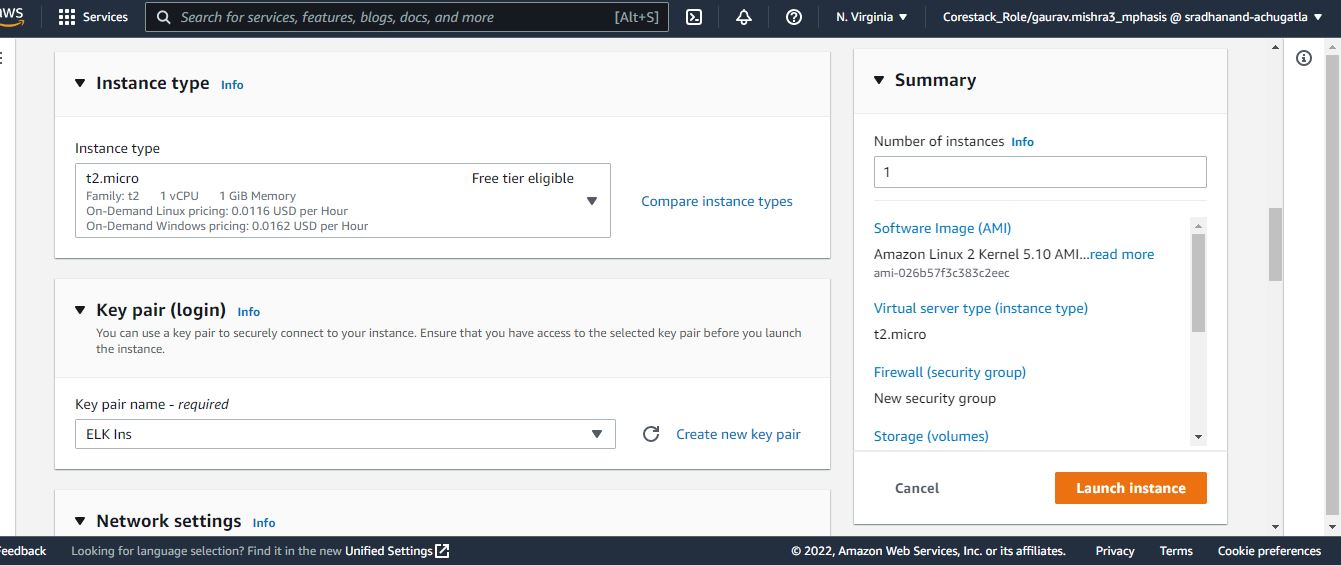 aws
Services
Search for services, features, blogs, docs, and more
[Alt+S]
N. Virginia
Corestack_Role/gaurav.mishra3_mphasis @ sradhanand-achugatla
Instance type Info
Instance type
t2.micro
Free tier eligible
Family: t2 1 vCPU 1 GiB Memory
On-Demand Linux pricing: 0.0116 USD per Hour
On-Demand Windows pricing: 0.0162 USD per Hour
Compare instance types
Key pair (login) Info
You can use a key pair to securely connect to your instance. Ensure that you have access to the selected key pair before you launch
the instance.
Key pair name - required
ELK Ins
Create new key pair
Network settings Info
Summary
Number of instances Info
1
Software Image (AMI)
Amazon Linux 2 Kernel 5.10 AMI...read more
ami-026b57f3c383c2eec
Virtual server type (instance type)
t2.micro
Firewall (security group)
New security group
Storage (volumes)
Cancel
Launch instance
Feedback
Looking for language selection? Find it in the new Unified Settings
© 2022, Amazon Web Services, Inc. or its affiliates.
Privacy
Terms
Cookie preferences